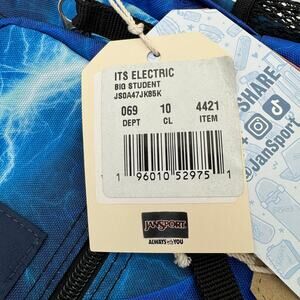 ITS ELECTRIC
BIG STUDENT
JS0A47JK85K
069 10 4421
DEPT CL ITEM
1 96010 52975 1
JANSPORT
ALWAYS with YOU
SHARE
@JanSport